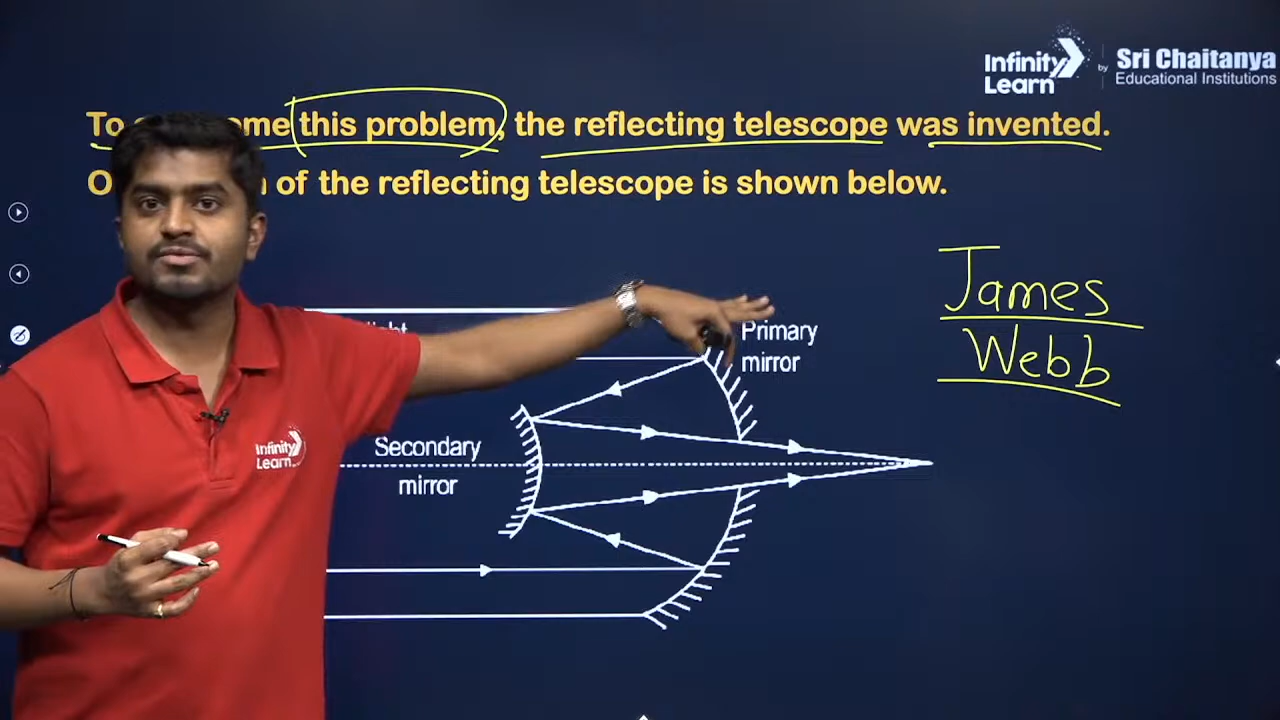 Infinity Learn by Sri Chaitanya Educational Institutions
To me this problem, the reflecting telescope was invented.
of the reflecting telescope is shown below.
James
Webb
Primary
mirror
Secondary
mirror
Infinity
Learn